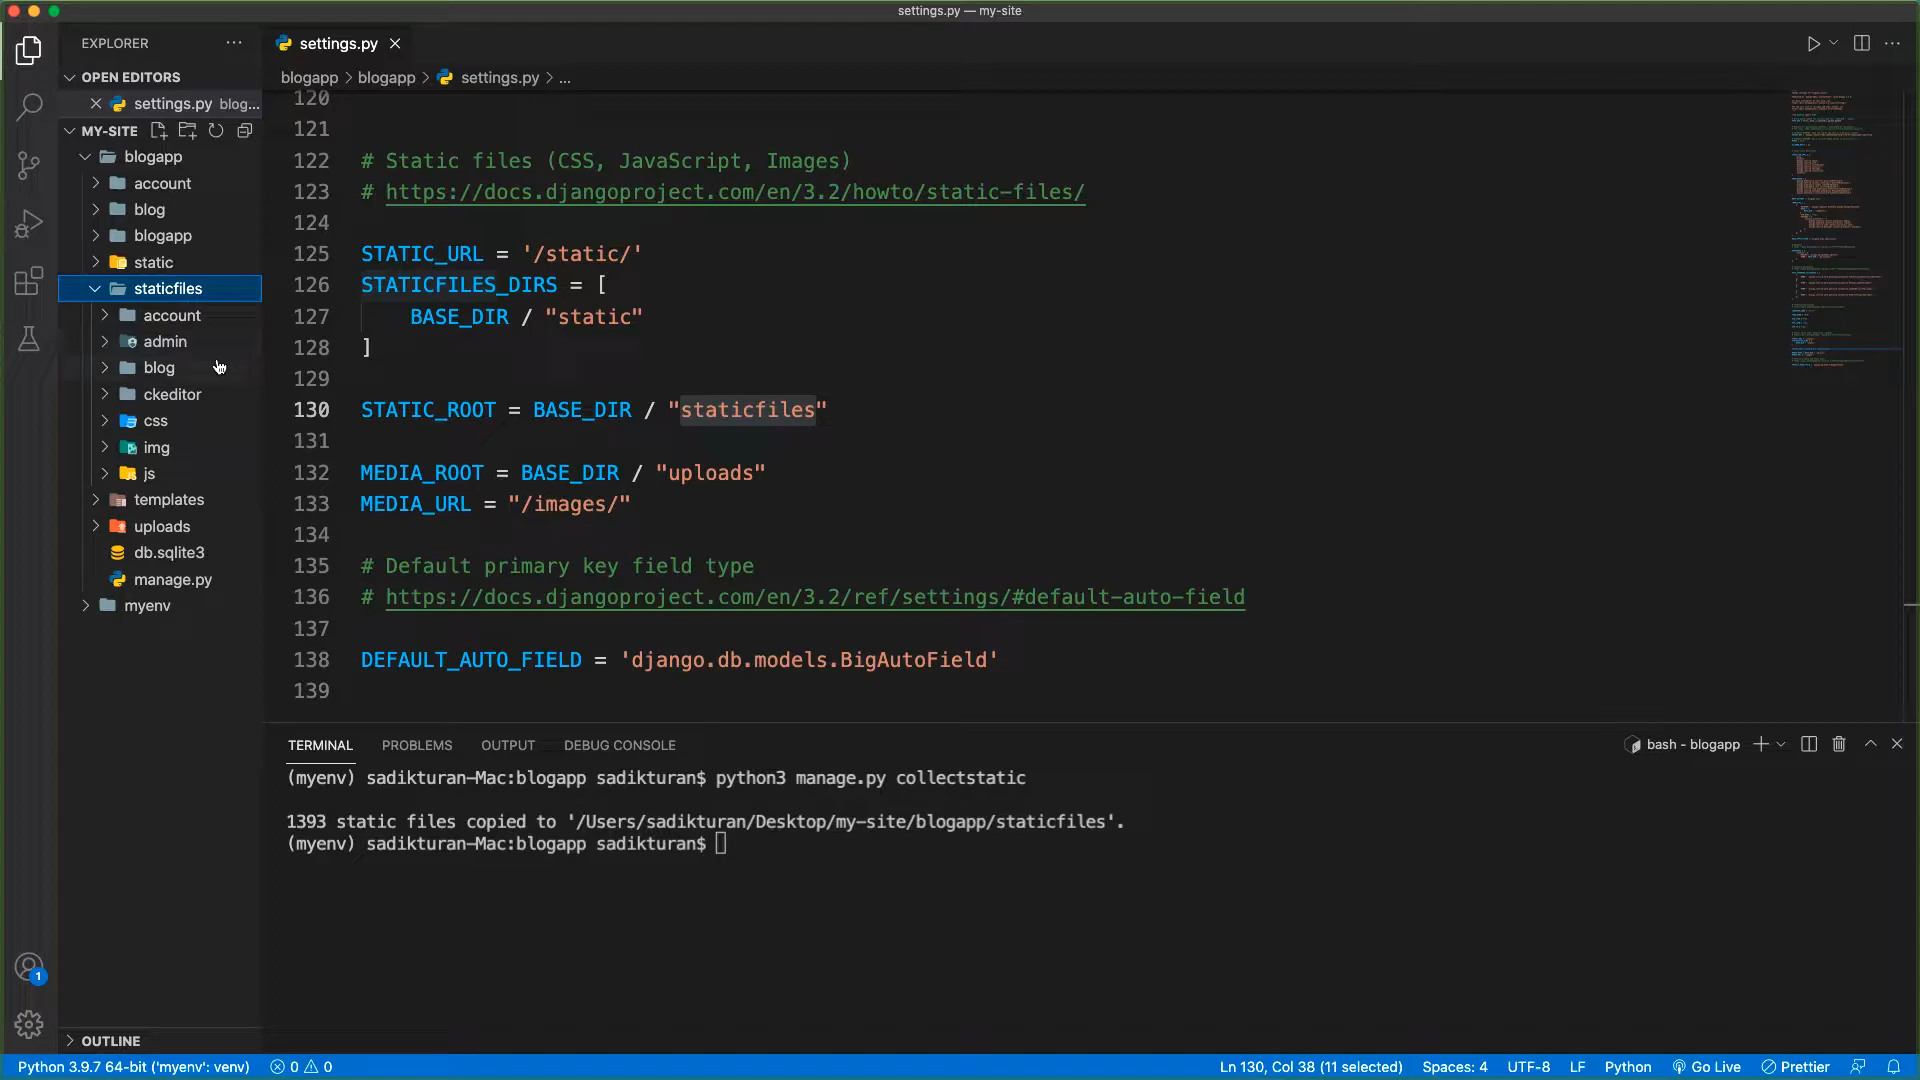 settings.py — my-site
EXPLORER
settings.py
OPEN EDITORS
settings.py blog...
blogapp > blogapp > settings.py > ...
MY-SITE
blogapp
account
blog
blogapp
static
staticfiles
account
admin
blog
ckeditor
css
img
js
templates
uploads
db.sqlite3
manage.py
myenv
OUTLINE
120
121
122 # Static files (CSS, JavaScript, Images)
123 # https://docs.djangoproject.com/en/3.2/howto/static-files/
124
125 STATIC_URL = '/static/'
126 STATICFILES_DIRS = [
127 BASE_DIR / "static"
128 ]
129
130 STATIC_ROOT = BASE_DIR / "staticfiles"
131
132 MEDIA_ROOT = BASE_DIR / "uploads"
133 MEDIA_URL = "/images/"
134
135 # Default primary key field type
136 # https://docs.djangoproject.com/en/3.2/ref/settings/#default-auto-field
137
138 DEFAULT_AUTO_FIELD = 'django.db.models.BigAutoField'
139
TERMINAL PROBLEMS OUTPUT DEBUG CONSOLE
bash - blogapp
(myenv) sadikturan-Mac:blogapp sadikturan$ python3 manage.py collectstatic
1393 static files copied to '/Users/sadikturan/Desktop/my-site/blogapp/staticfiles'.
(myenv) sadikturan-Mac:blogapp sadikturan$
1
Python 3.9.7 64-bit ('myenv': venv) 0 0 Ln 130, Col 38 (11 selected) Spaces: 4 UTF-8 LF Python Go Live Prettier